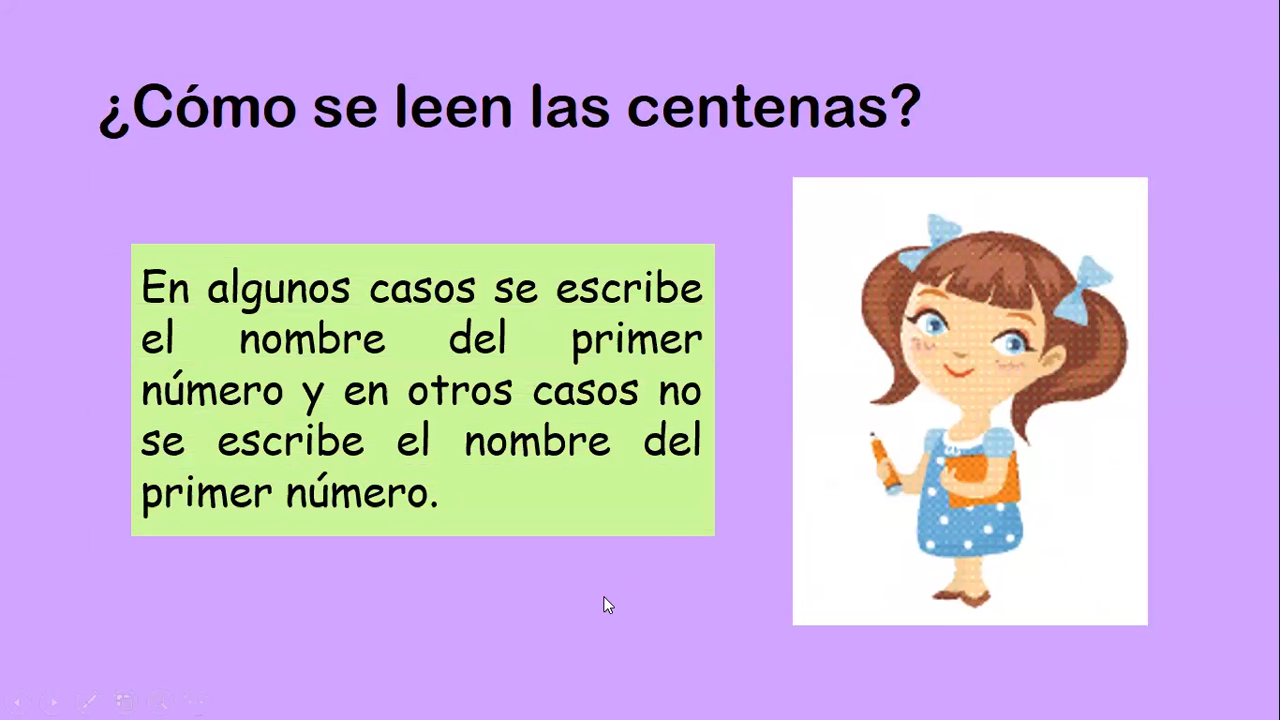 ¿Cómo se leen las centenas?
En algunos casos se escribe
el nombre del primer
número y en otros casos no
se escribe el nombre del
primer número.